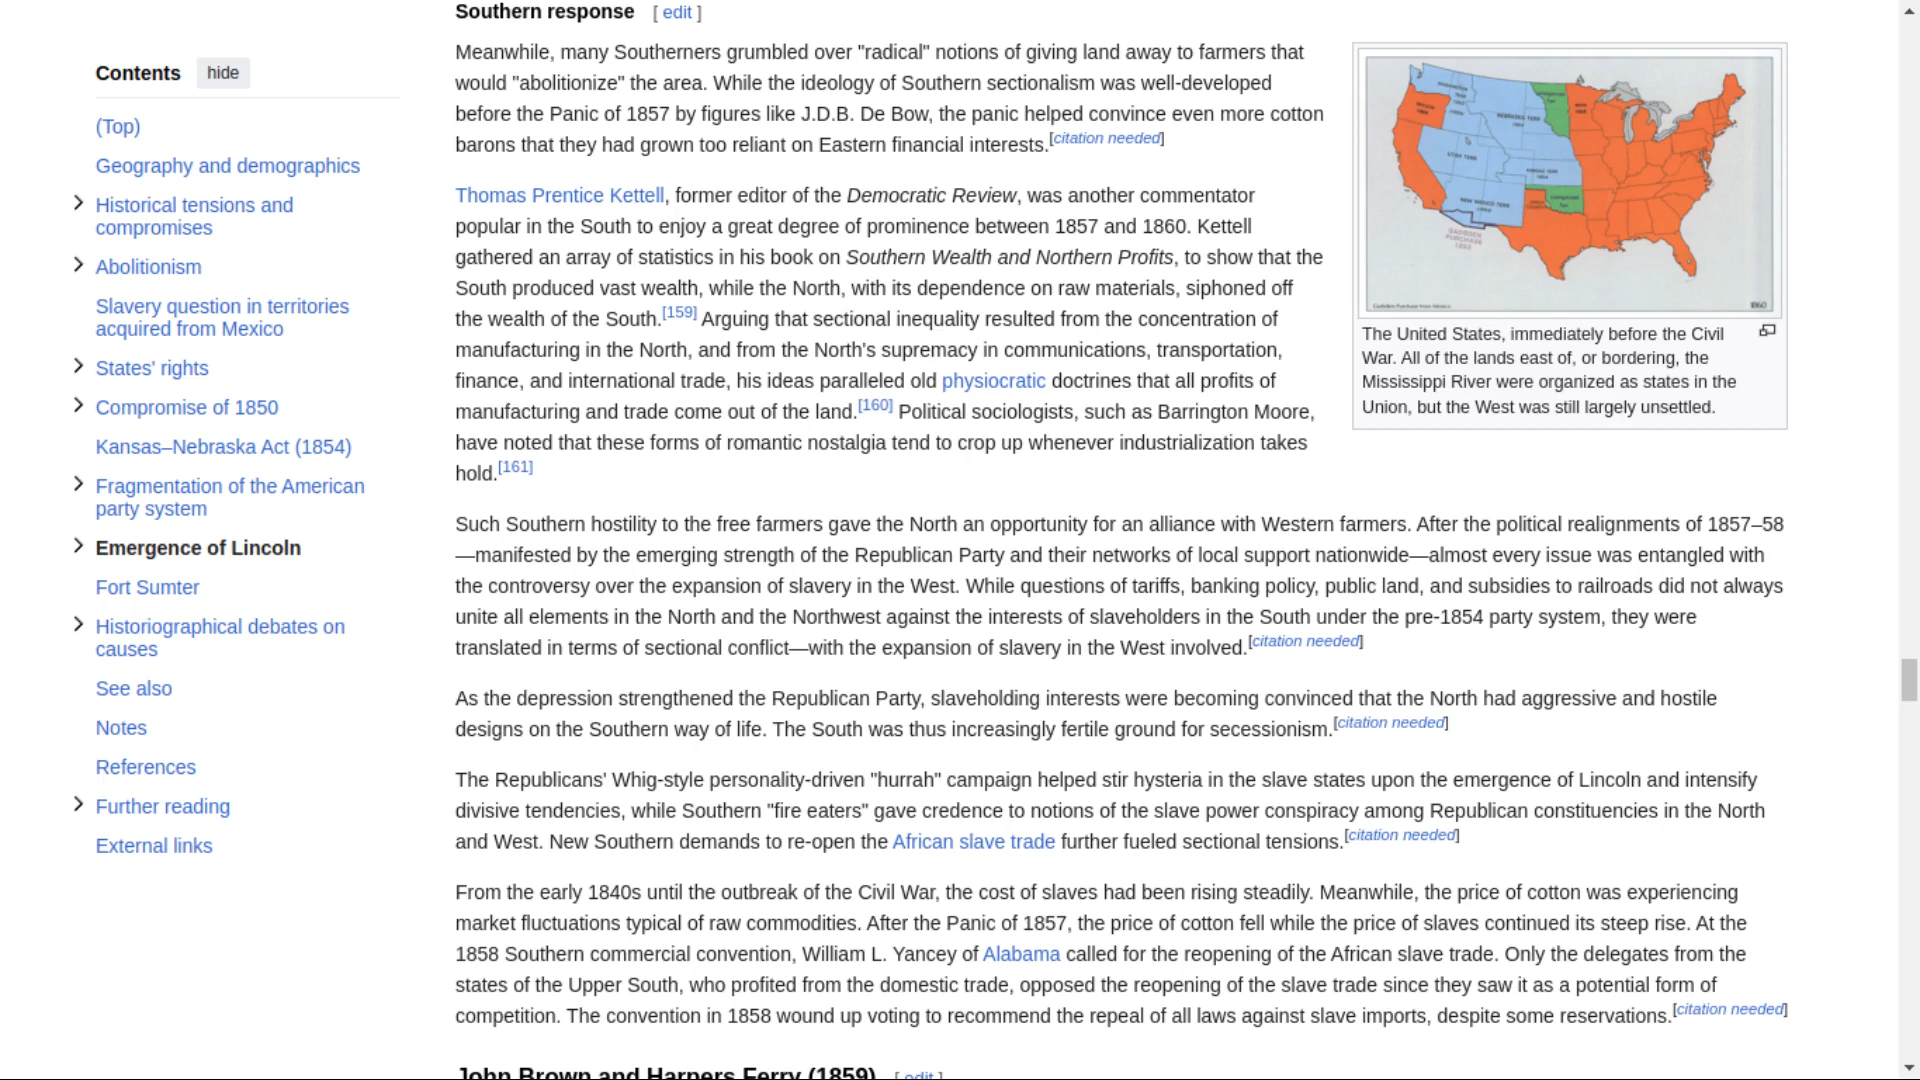 Southern response [ edit ]
Contents hide
(Top)
Geography and demographics
Historical tensions and
compromises
Abolitionism
Slavery question in territories
acquired from Mexico
States' rights
Compromise of 1850
Kansas–Nebraska Act (1854)
Fragmentation of the American
party system
Emergence of Lincoln
Fort Sumter
Historiographical debates on
causes
See also
Notes
References
Further reading
External links
Meanwhile, many Southerners grumbled over "radical" notions of giving land away to farmers that
would "abolitionize" the area. While the ideology of Southern sectionalism was well-developed
before the Panic of 1857 by figures like J.D.B. De Bow, the panic helped convince even more cotton
barons that they had grown too reliant on Eastern financial interests.[citation needed]
Thomas Prentice Kettell, former editor of the Democratic Review, was another commentator
popular in the South to enjoy a great degree of prominence between 1857 and 1860. Kettell
gathered an array of statistics in his book on Southern Wealth and Northern Profits, to show that the
South produced vast wealth, while the North, with its dependence on raw materials, siphoned off
the wealth of the South.[159] Arguing that sectional inequality resulted from the concentration of
manufacturing in the North, and from the North's supremacy in communications, transportation,
finance, and international trade, his ideas paralleled old physiocratic doctrines that all profits of
manufacturing and trade come out of the land.[160] Political sociologists, such as Barrington Moore,
have noted that these forms of romantic nostalgia tend to crop up whenever industrialization takes
hold.[161]
NEBRASKA TERR
UTAH TERR
KANSAS TERR
NEW MEXICO TERR
GADSDEN
PURCHASE
1853
Gadsden Purchase from Mexico
1860
The United States, immediately before the Civil
War. All of the lands east of, or bordering, the
Mississippi River were organized as states in the
Union, but the West was still largely unsettled.
Such Southern hostility to the free farmers gave the North an opportunity for an alliance with Western farmers. After the political realignments of 1857–58
—manifested by the emerging strength of the Republican Party and their networks of local support nationwide—almost every issue was entangled with
the controversy over the expansion of slavery in the West. While questions of tariffs, banking policy, public land, and subsidies to railroads did not always
unite all elements in the North and the Northwest against the interests of slaveholders in the South under the pre-1854 party system, they were
translated in terms of sectional conflict—with the expansion of slavery in the West involved.[citation needed]
As the depression strengthened the Republican Party, slaveholding interests were becoming convinced that the North had aggressive and hostile
designs on the Southern way of life. The South was thus increasingly fertile ground for secessionism.[citation needed]
The Republicans' Whig-style personality-driven "hurrah" campaign helped stir hysteria in the slave states upon the emergence of Lincoln and intensify
divisive tendencies, while Southern "fire eaters" gave credence to notions of the slave power conspiracy among Republican constituencies in the North
and West. New Southern demands to re-open the African slave trade further fueled sectional tensions.[citation needed]
From the early 1840s until the outbreak of the Civil War, the cost of slaves had been rising steadily. Meanwhile, the price of cotton was experiencing
market fluctuations typical of raw commodities. After the Panic of 1857, the price of cotton fell while the price of slaves continued its steep rise. At the
1858 Southern commercial convention, William L. Yancey of Alabama called for the reopening of the African slave trade. Only the delegates from the
states of the Upper South, who profited from the domestic trade, opposed the reopening of the slave trade since they saw it as a potential form of
competition. The convention in 1858 wound up voting to recommend the repeal of all laws against slave imports, despite some reservations.[citation needed]
John Brown and Harpers Ferry (1859) [ edit ]